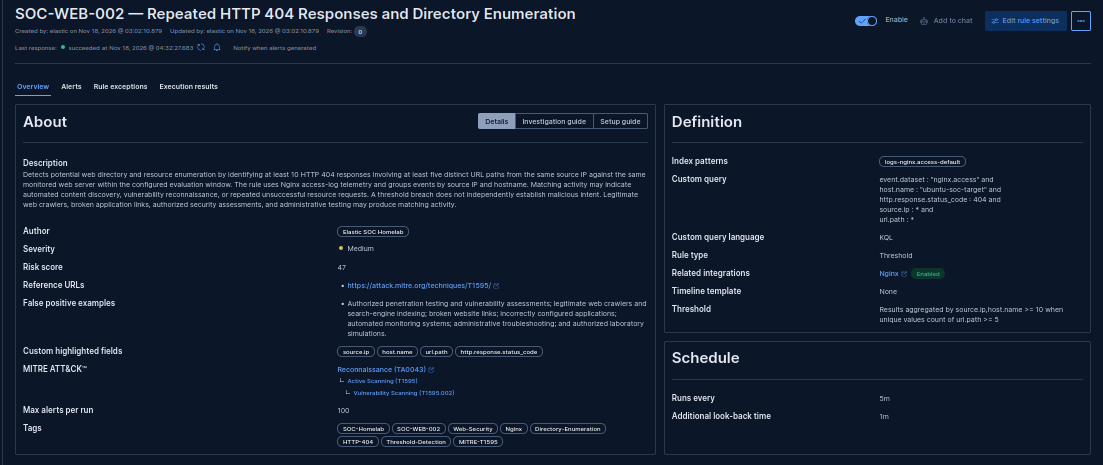 SOC-WEB-002 — Repeated HTTP 404 Responses and Directory Enumeration
Created by: elastic on Nov 18, 2026 @ 03:02:10.879 Updated by: elastic on Nov 18, 2026 @ 03:02:10.879 Revision: 0
Last response: succeeded at Nov 18, 2026 @ 04:32:27.683 Notify when alerts generated
Enable Add to chat Edit rule settings
Overview Alerts Rule exceptions Execution results
About
Details Investigation guide Setup guide
Description
Detects potential web directory and resource enumeration by identifying at least 10 HTTP 404 responses involving at least five distinct URL paths from the same source IP against the same
monitored web server within the configured evaluation window. The rule uses Nginx access-log telemetry and groups events by source IP and hostname. Matching activity may indicate
automated content discovery, vulnerability reconnaissance, or repeated unsuccessful resource requests. A threshold breach does not independently establish malicious intent. Legitimate
web crawlers, broken application links, authorized security assessments, and administrative testing may produce matching activity.
Author Elastic SOC Homelab
Severity Medium
Risk score 47
Reference URLs • https://attack.mitre.org/techniques/T1595/
False positive examples • Authorized penetration testing and vulnerability assessments; legitimate web crawlers and
search-engine indexing; broken website links; incorrectly configured applications;
automated monitoring systems; administrative troubleshooting; and authorized laboratory
simulations.
Custom highlighted fields source.ip host.name url.path http.response.status_code
MITRE ATT&CK™ Reconnaissance (TA0043)
Active Scanning (T1595)
Vulnerability Scanning (T1595.002)
Max alerts per run 100
Tags SOC-Homelab SOC-WEB-002 Web-Security Nginx Directory-Enumeration
HTTP-404 Threshold-Detection MITRE-T1595
Definition
Index patterns logs-nginx.access-default
Custom query event.dataset : "nginx.access" and
host.name : "ubuntu-soc-target" and
http.response.status_code : 404 and
source.ip : * and
url.path : *
Custom query language KQL
Rule type Threshold
Related integrations Nginx Enabled
Timeline template None
Threshold Results aggregated by source.ip,host.name >= 10 when
unique values count of url.path >= 5
Schedule
Runs every 5m
Additional look-back time 1m